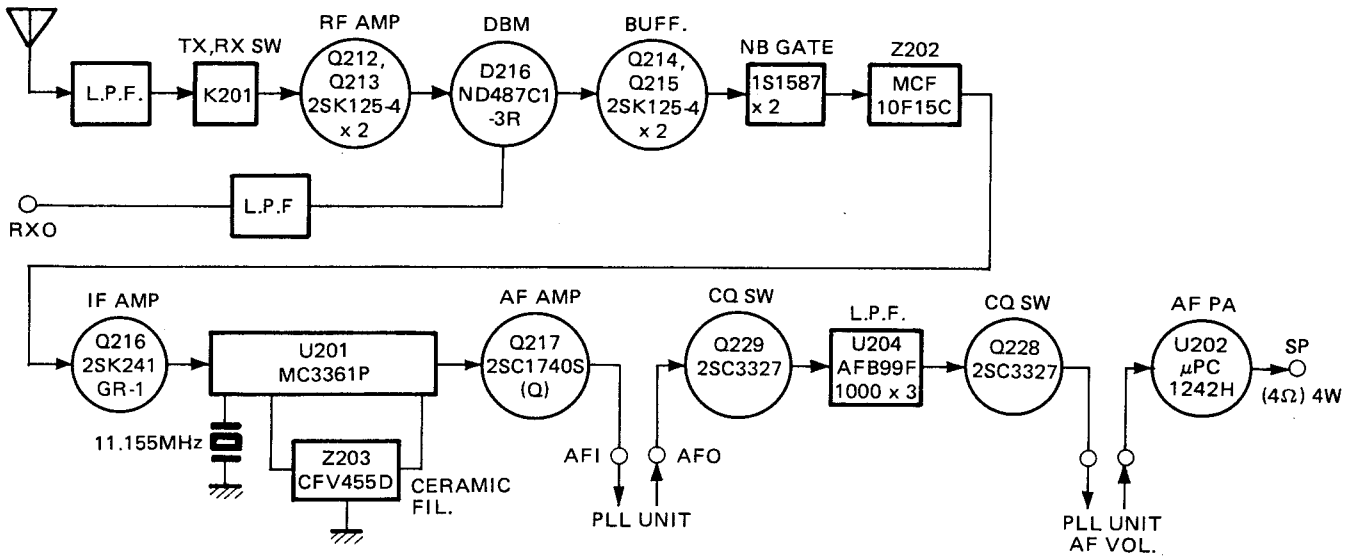 RF AMP
DBM
BUFF.
TX,RX SW
NB GATE
Z202
L.P.F.
K201
Q212,
Q213
2SK125-4
x 2
D216
ND487C1
-3R
Q214,
Q215
2SK125-4
x 2
1S1587
x 2
MCF
10F15C
L.P.F
RXO
IF AMP
AF AMP
CQ SW
L.P.F.
CQ SW
AF PA
Q216
2SK241
GR-1
U201
MC3361P
Q217
2SC1740S
(Q)
Q229
2SC3327
U204
AFB99F
1000 x 3
Q228
2SC3327
U202
μPC
1242H
SP
(4Ω) 4W
11.155MHz
Z203
CFV455D
CERAMIC
FIL.
AFI
AFO
PLL UNIT
PLL UNIT
AF VOL.